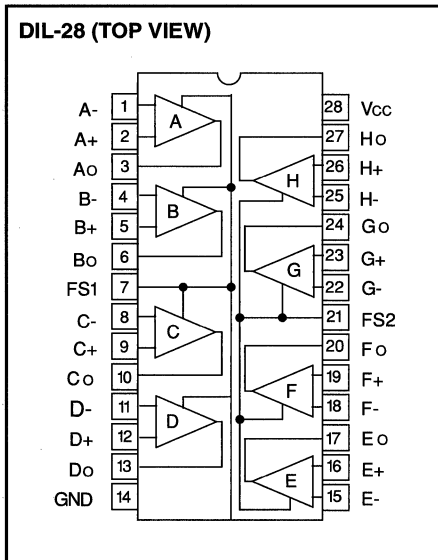 DIL-28 (TOP VIEW)
A- 1
A+ 2
Ao 3
B- 4
B+ 5
Bo 6
FS1 7
C- 8
C+ 9
Co 10
D- 11
D+ 12
Do 13
GND 14
A
B
C
D
H
G
F
E
28 VCC
27 Ho
26 H+
25 H-
24 Go
23 G+
22 G-
21 FS2
20 Fo
19 F+
18 F-
17 Eo
16 E+
15 E-